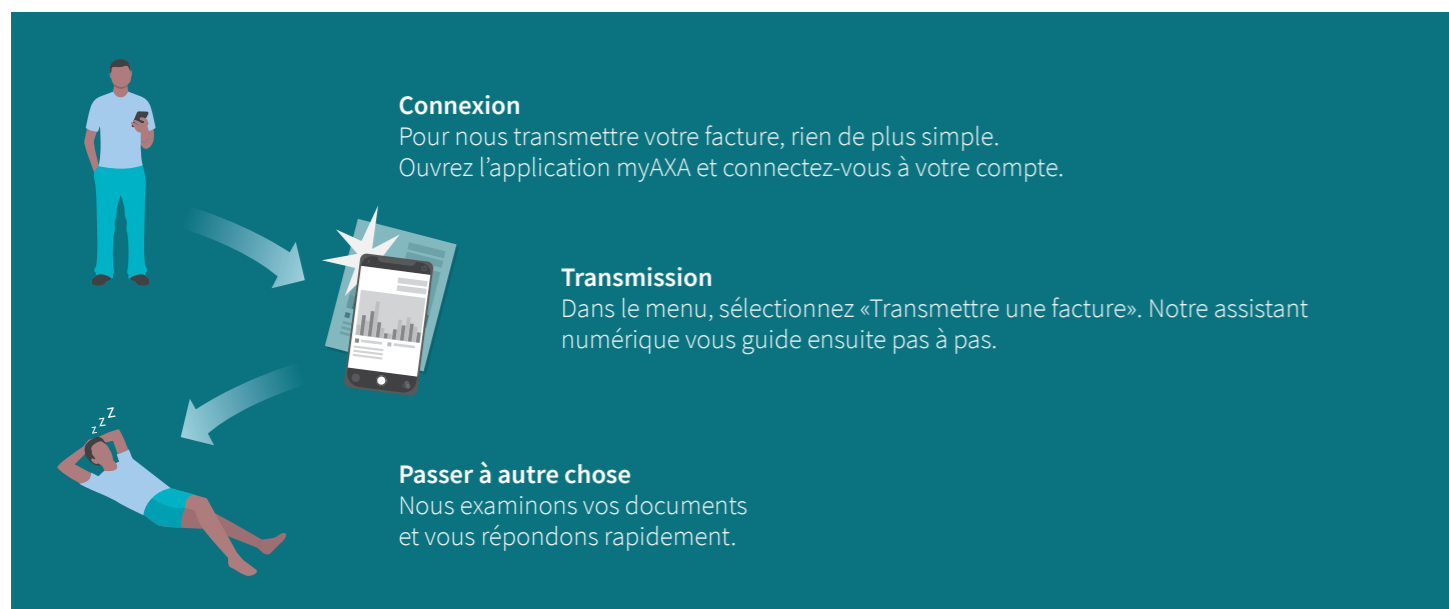 Connexion
Pour nous transmettre votre facture, rien de plus simple.
Ouvrez l’application myAXA et connectez-vous à votre compte.
Transmission
Dans le menu, sélectionnez «Transmettre une facture». Notre assistant
numérique vous guide ensuite pas à pas.
z z Z
Passer à autre chose
Nous examinons vos documents
et vous répondons rapidement.